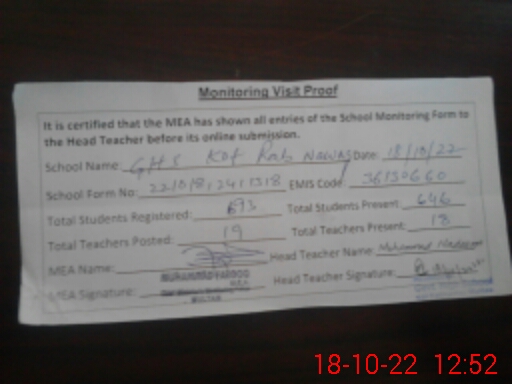 Monitoring Visit Proof
It is certified that the MEA has shown all entries of the School Monitoring Form to
the Head Teacher before its online submission.
School Name: GHS Kot Rab Nawaz Date: 18/10/22
School Form No: EMIS Code: 36130660
Total Students Registered: 693 Total Students Present: 646
Total Teachers Posted: 19 Total Teachers Present: 18
MEA Name: Head Teacher Name: Muhammad
MEA Signature: Head Teacher Signature:
18-10-22 12:52